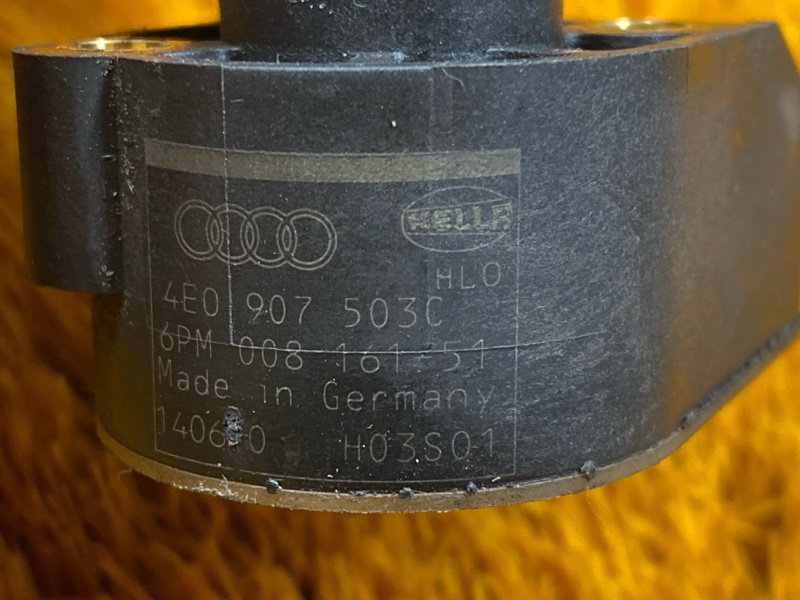 HELLA
HLO
4E0 907 503C
6PM 008 161-51
Made in Germany
H03S01